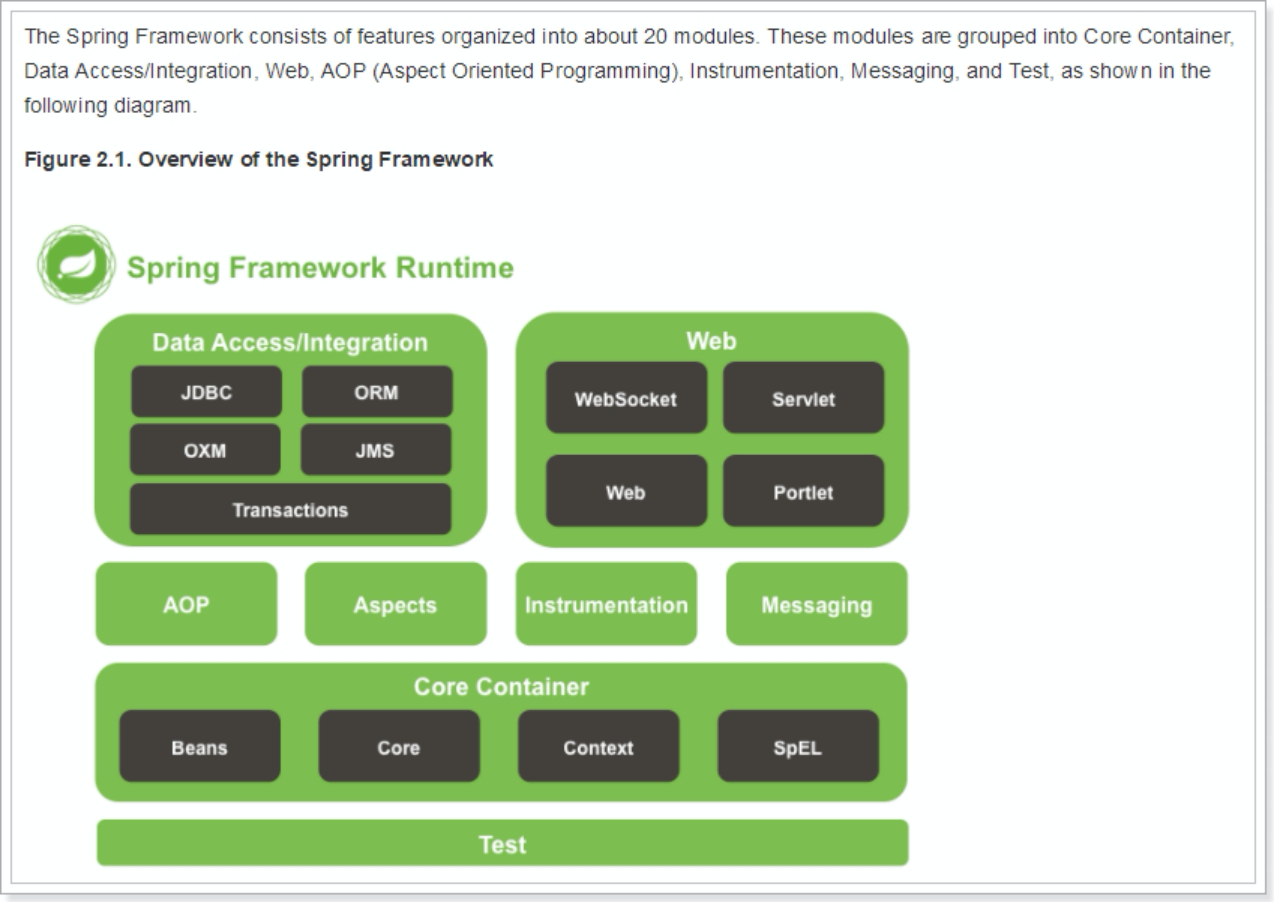 The Spring Framework consists of features organized into about 20 modules. These modules are grouped into Core Container,
Data Access/Integration, Web, AOP (Aspect Oriented Programming), Instrumentation, Messaging, and Test, as shown in the
following diagram.
Figure 2.1. Overview of the Spring Framework
Spring Framework Runtime
Data Access/Integration
JDBC
ORM
OXM
JMS
Transactions
Web
WebSocket
Servlet
Web
Portlet
AOP
Aspects
Instrumentation
Messaging
Core Container
Beans
Core
Context
SpEL
Test